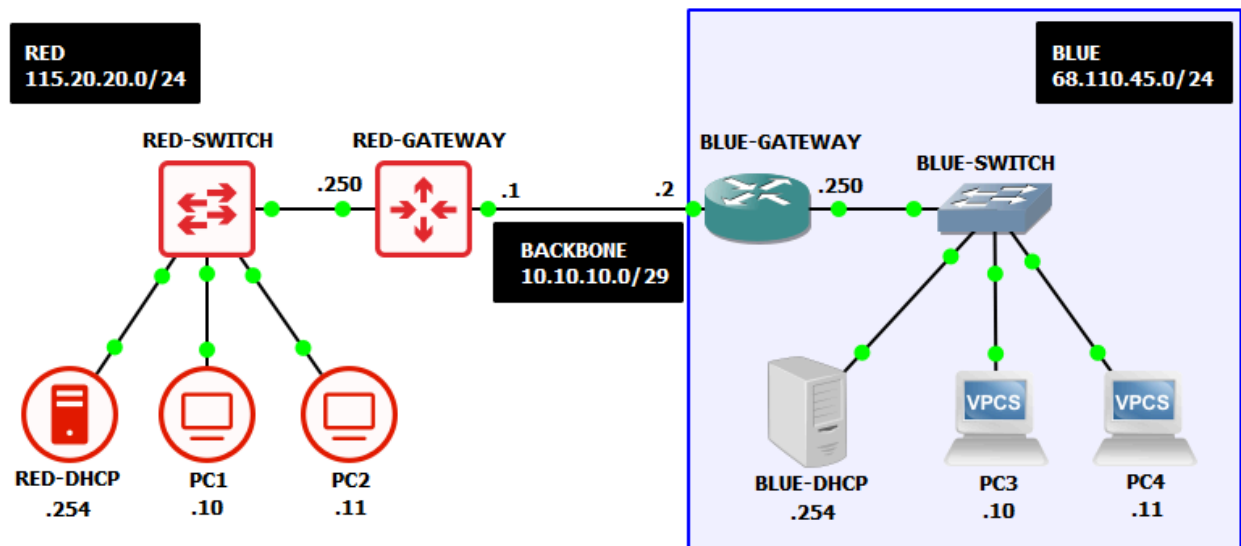 RED
115.20.20.0/24
BLUE
68.110.45.0/24
RED-SWITCH
RED-GATEWAY
BLUE-GATEWAY
BLUE-SWITCH
.250
.1
.2
.250
BACKBONE
10.10.10.0/29
VPCS
VPCS
RED-DHCP
.254
PC1
.10
PC2
.11
BLUE-DHCP
.254
PC3
.10
PC4
.11